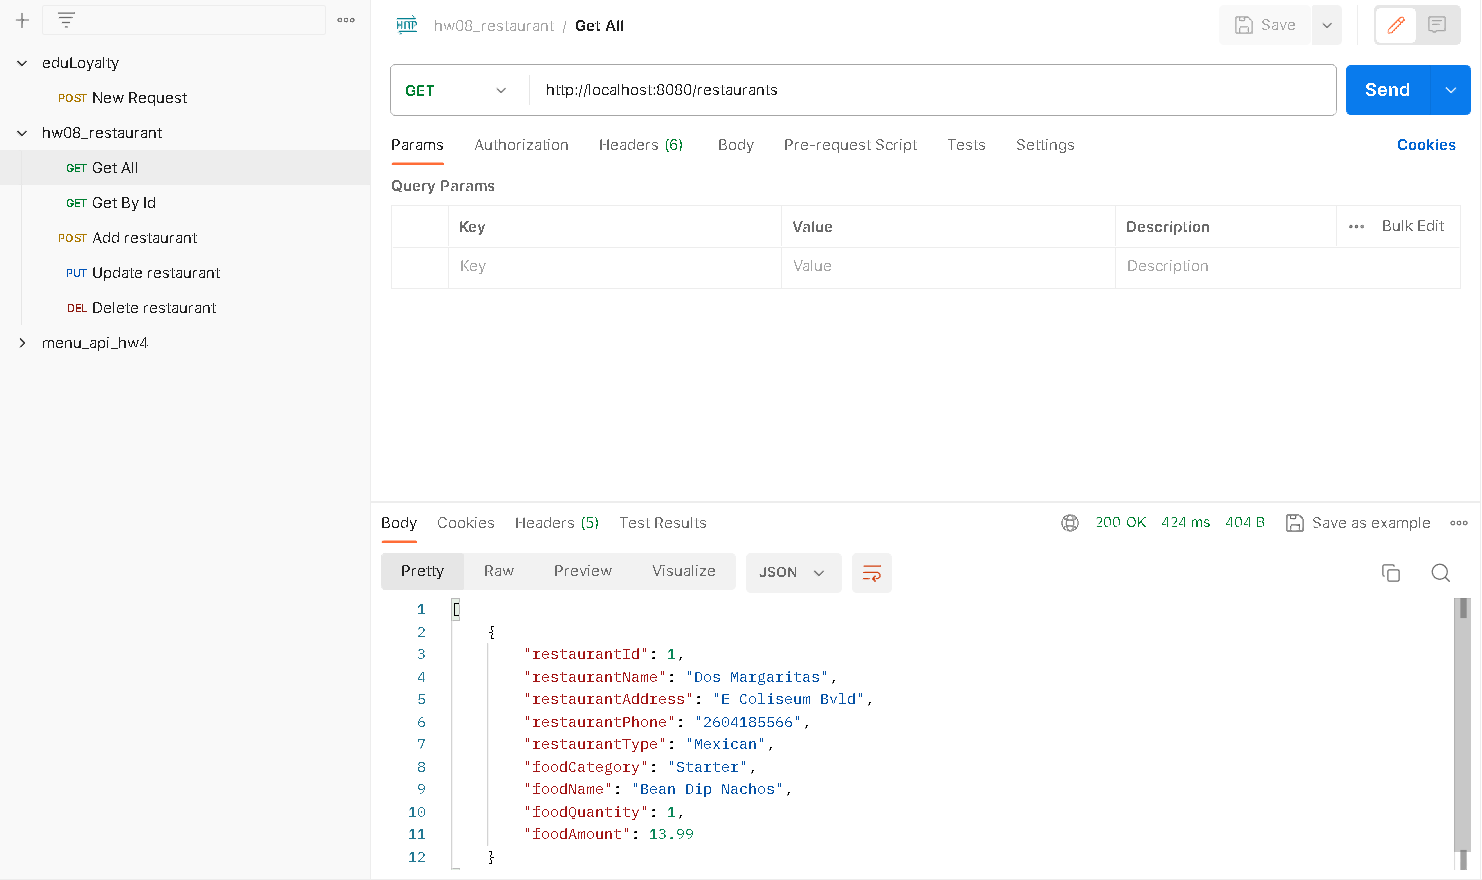 eduLoyalty
POST New Request
hw08_restaurant
GET Get All
GET Get By Id
POST Add restaurant
PUT Update restaurant
DEL Delete restaurant
menu_api_hw4
HTTP hw08_restaurant / Get All
Save
GET http://localhost:8080/restaurants
Send
Params Authorization Headers (6) Body Pre-request Script Tests Settings Cookies
Query Params
Key Value Description Bulk Edit
Key Value Description
Body Cookies Headers (5) Test Results 200 OK 424 ms 404 B Save as example
Pretty Raw Preview Visualize JSON
1 [
2 {
3 "restaurantId": 1,
4 "restaurantName": "Dos Margaritas",
5 "restaurantAddress": "E Coliseum Bvld",
6 "restaurantPhone": "2604185566",
7 "restaurantType": "Mexican",
8 "foodCategory": "Starter",
9 "foodName": "Bean Dip Nachos",
10 "foodQuantity": 1,
11 "foodAmount": 13.99
12 }